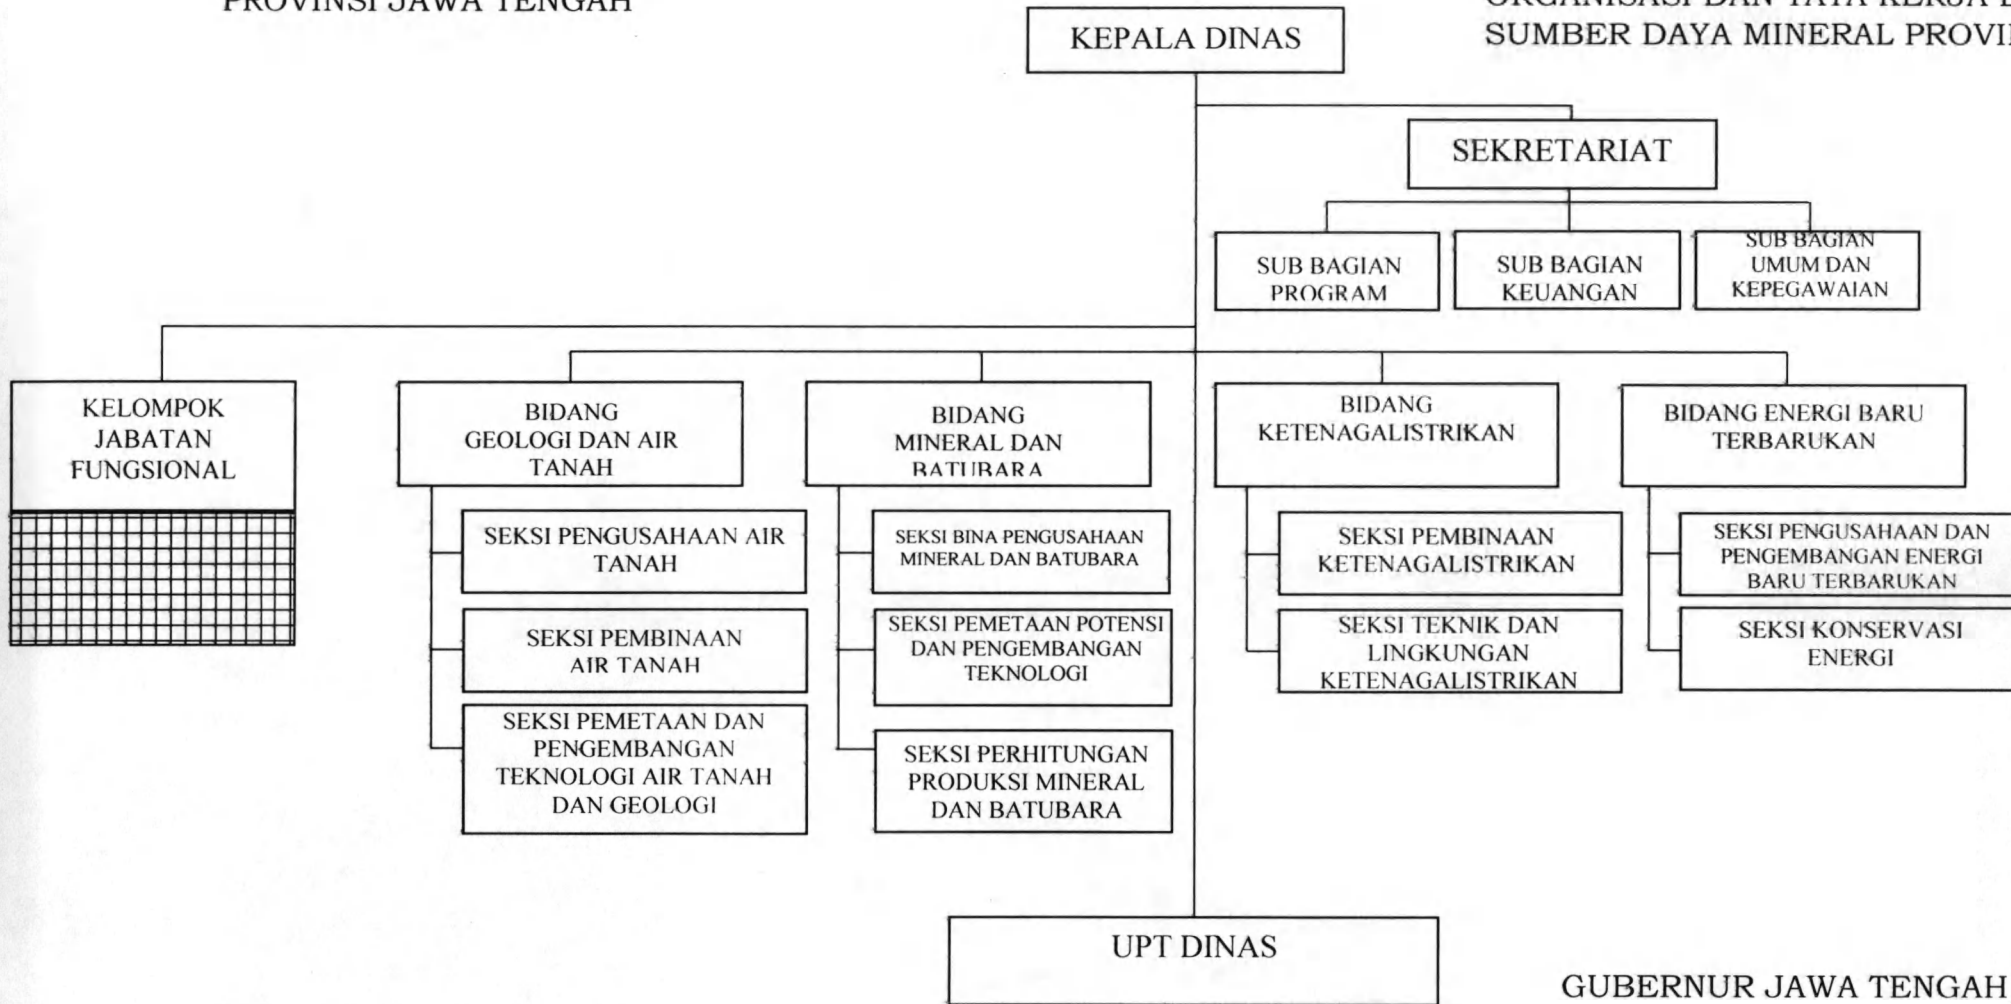 PROVINSI JAWA TENGAH
SUMBER DAYA MINERAL
KEPALA DINAS
SEKRETARIAT
SUB BAGIAN
PROGRAM
SUB BAGIAN
KEUANGAN
SUB BAGIAN
UMUM DAN
KEPEGAWAIAN
KELOMPOK
JABATAN
FUNGSIONAL
BIDANG
GEOLOGI DAN AIR
TANAH
BIDANG
MINERAL DAN
BATUBARA
BIDANG
KETENAGALISTRIKAN
BIDANG ENERGI BARU
TERBARUKAN
SEKSI PENGUSAHAAN AIR
TANAH
SEKSI PEMBINAAN
AIR TANAH
SEKSI PEMETAAN DAN
PENGEMBANGAN
TEKNOLOGI AIR TANAH
DAN GEOLOGI
SEKSI BINA PENGUSAHAAN
MINERAL DAN BATUBARA
SEKSI PEMETAAN POTENSI
DAN PENGEMBANGAN
TEKNOLOGI
SEKSI PERHITUNGAN
PRODUKSI MINERAL
DAN BATUBARA
SEKSI PEMBINAAN
KETENAGALISTRIKAN
SEKSI TEKNIK DAN
LINGKUNGAN
KETENAGALISTRIKAN
SEKSI PENGUSAHAAN DAN
PENGEMBANGAN ENERGI
BARU TERBARUKAN
SEKSI KONSERVASI
ENERGI
UPT DINAS
GUBERNUR JAWA TENGAH